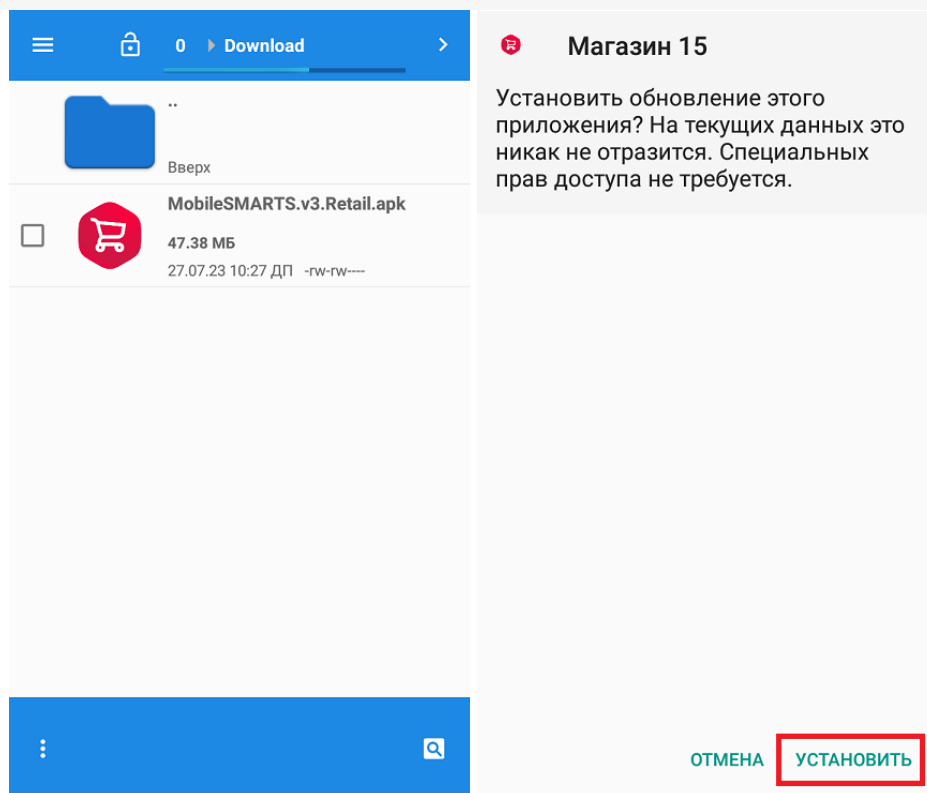 0 Download
..
Вверх
MobileSMARTS.v3.Retail.apk
47.38 МБ
27.07.23 10:27 ДП -rw-rw----
Магазин 15
Установить обновление этого
приложения? На текущих данных это
никак не отразится. Специальных
прав доступа не требуется.
ОТМЕНА УСТАНОВИТЬ